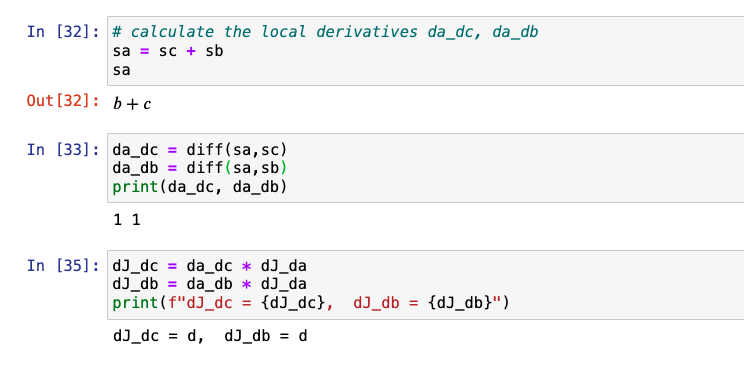 In [32]: # calculate the local derivatives da_dc, da_db
sa = sc + sb
sa
Out[32]: b + c
In [33]: da_dc = diff(sa,sc)
da_db = diff(sa,sb)
print(da_dc, da_db)
1 1
In [35]: dJ_dc = da_dc * dJ_da
dJ_db = da_db * dJ_da
print(f"dJ_dc = {dJ_dc},  dJ_db = {dJ_db}")
dJ_dc = d,  dJ_db = d